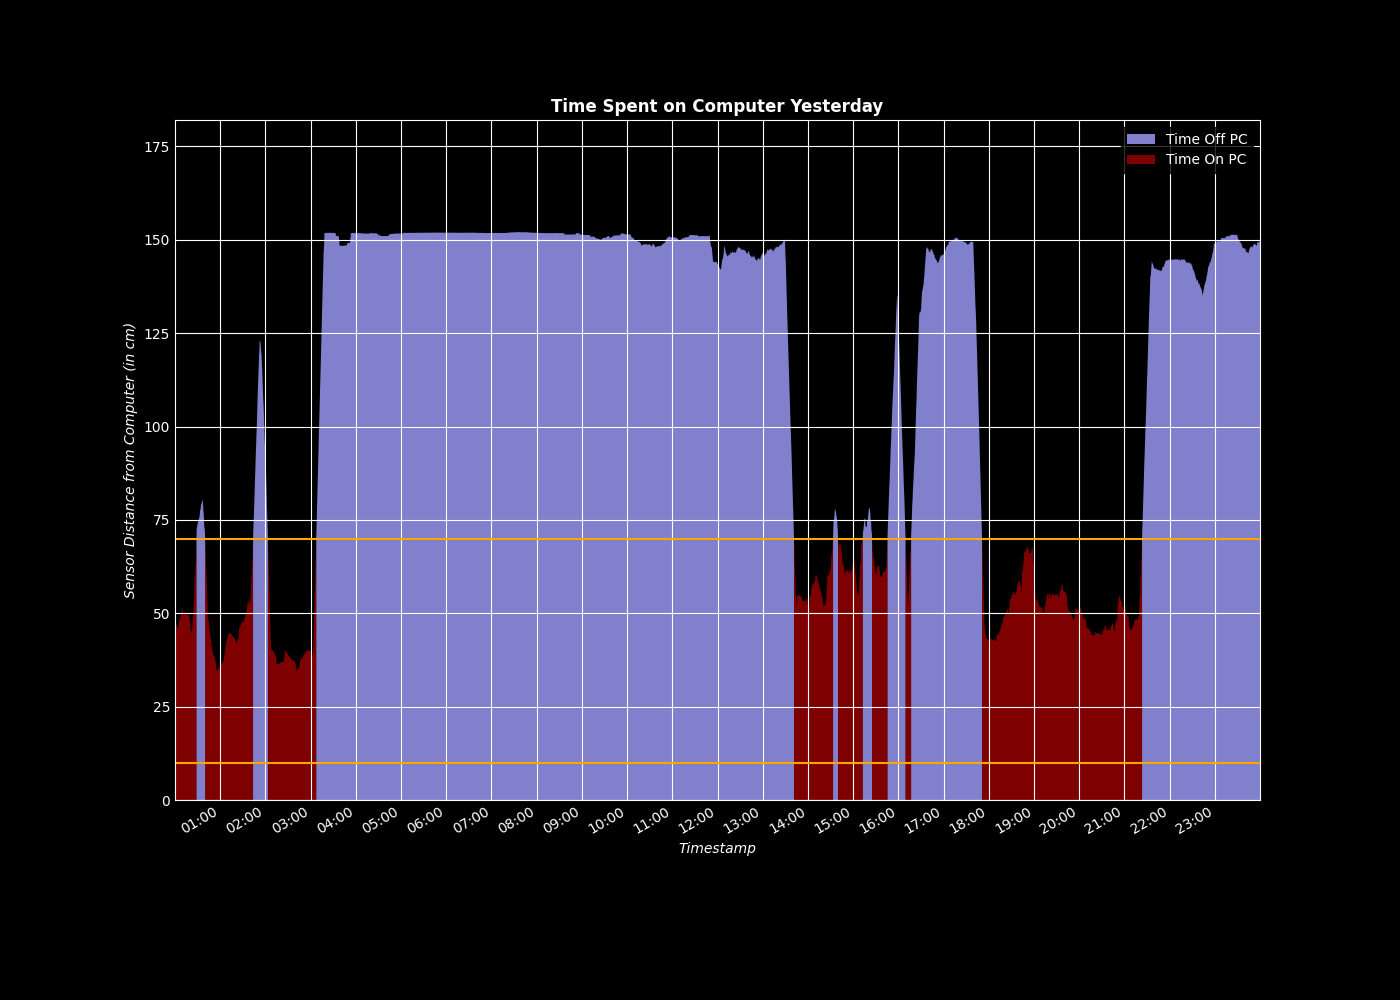 Time Spent on Computer Yesterday
Time Off PC
Time On PC
175
150
125
100
75
50
25
0
Sensor Distance from Computer (in cm)
01:00 02:00 03:00 04:00 05:00 06:00 07:00 08:00 09:00 10:00 11:00 12:00 13:00 14:00 15:00 16:00 17:00 18:00 19:00 20:00 21:00 22:00 23:00
Timestamp